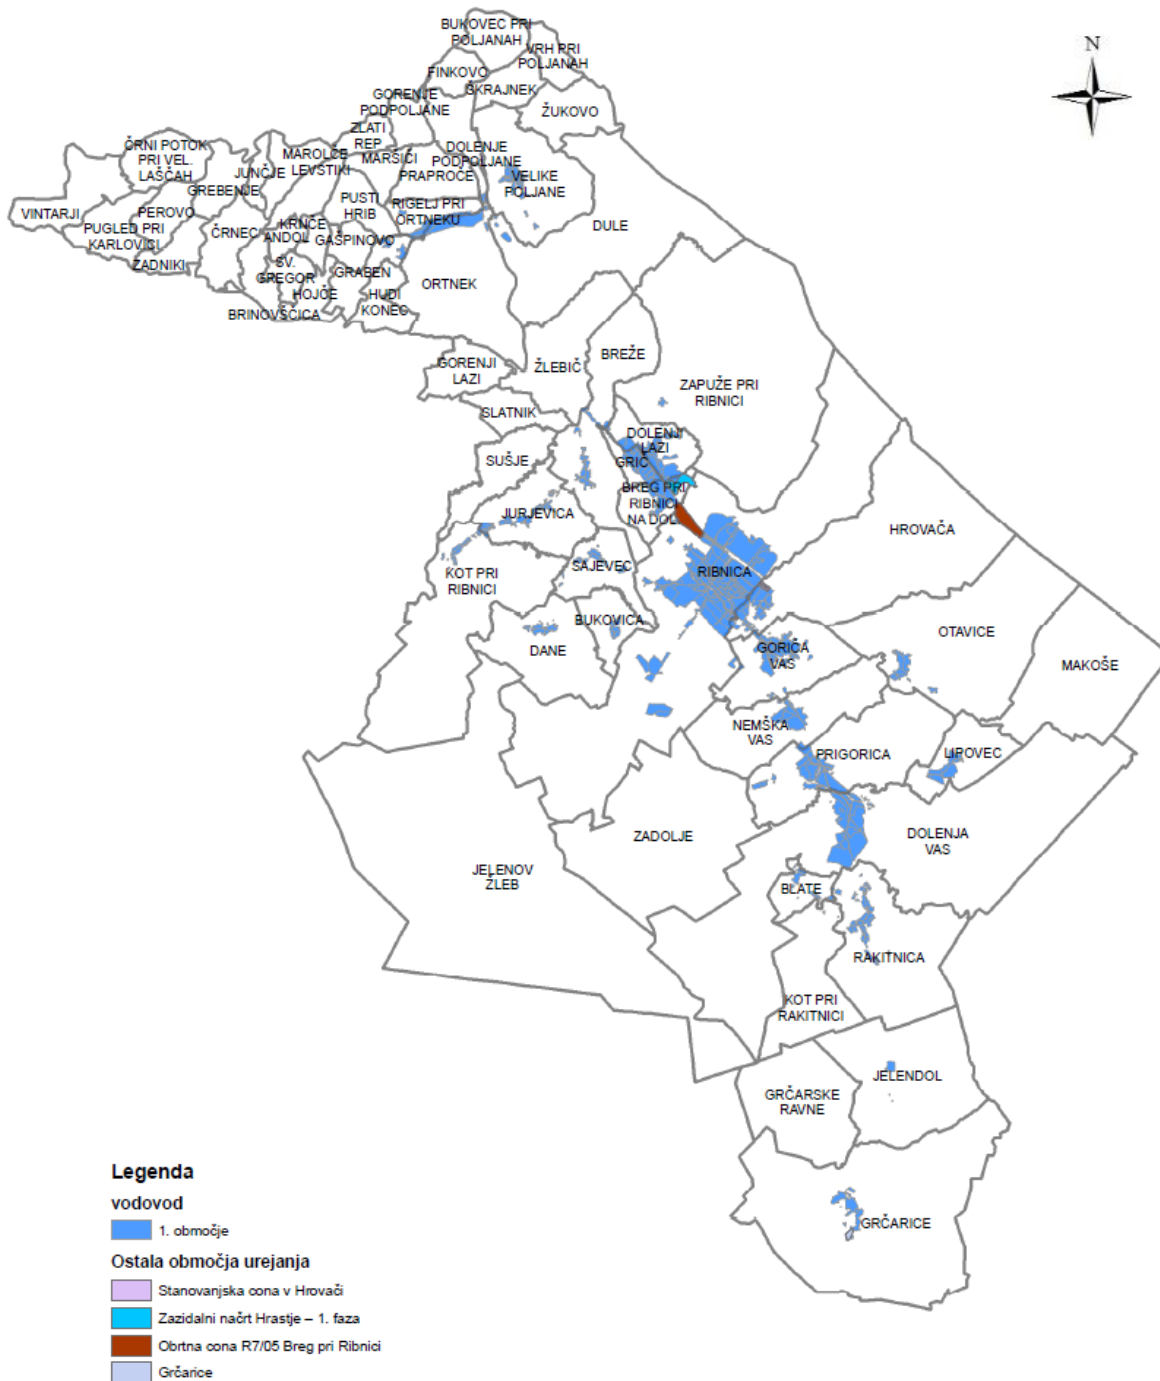 N
BUKOVEC PRI
POLJANAH
VRH PRI
POLJANAH
FINKOVO
ŠKRAJNEK
GORENJE
PODPOLJANE
ŽUKOVO
ZLATI
REP
ČRNI POTOK
PRI VEL.
LAŠČAH
MAROLČE
LEVSTIKI
MARŠIČI
DOLENJE
PODPOLJANE
PRAPROČE
VELIKE
POLJANE
JUNČJE
GREBENJE
VINTARJI
PEROVO
PUGLED PRI
KARLOVICI
ZADNIKI
PUSTI
HRIB
RIGELJ PRI
ORTNEKU
DULE
ČRNEC
KRNČE
ANDOL
GAŠPINOVO
SV.
GREGOR
GRABEN
HOJČE
HUDI
KONEC
ORTNEK
BRINOVŠČICA
GORENJI
LAZI
ŽLEBIČ
BREŽE
ZAPUŽE PRI
RIBNICI
SLATNIK
DOLENJI
LAZI
SUŠJE
GRIČ
BREG PRI
RIBNICI
NA DOL.
JURJEVICA
HROVAČA
KOT PRI
RIBNICI
SAJEVEC
RIBNICA
BUKOVICA
DANE
GORIČA
VAS
OTAVICE
MAKOŠE
NEMŠKA
VAS
PRIGORICA
LIPOVEC
ZADOLJE
DOLENJA
VAS
JELENOV
ŽLEB
BLATE
RAKITNICA
KOT PRI
RAKITNICI
GRČARSKE
RAVNE
JELENDOL
GRČARICE
Legenda
vodovod
1. območje
Ostala območja urejanja
Stanovanjska cona v Hrovači
Zazidalni načrt Hrastje – 1. faza
Obrtna cona R7/05 Breg pri Ribnici
Grčarice